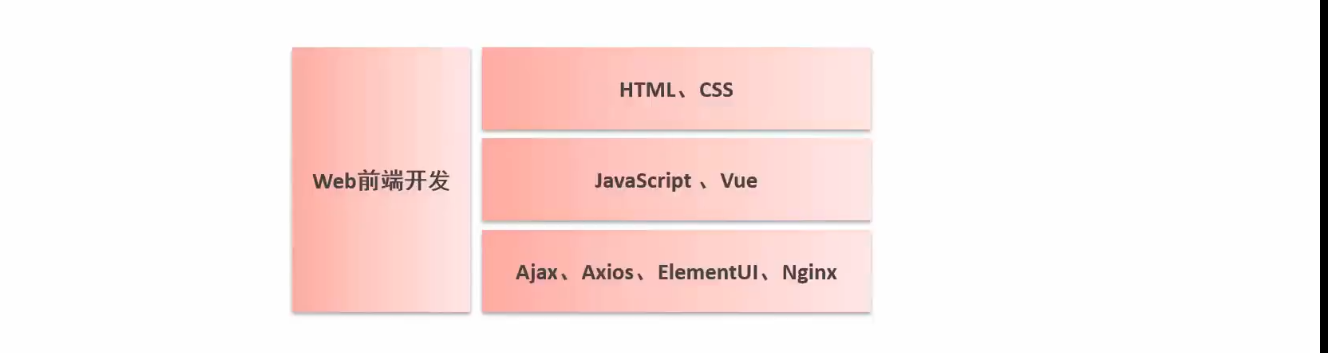 Web前端开发
HTML、CSS
JavaScript 、Vue
Ajax、Axios、ElementUI、Nginx